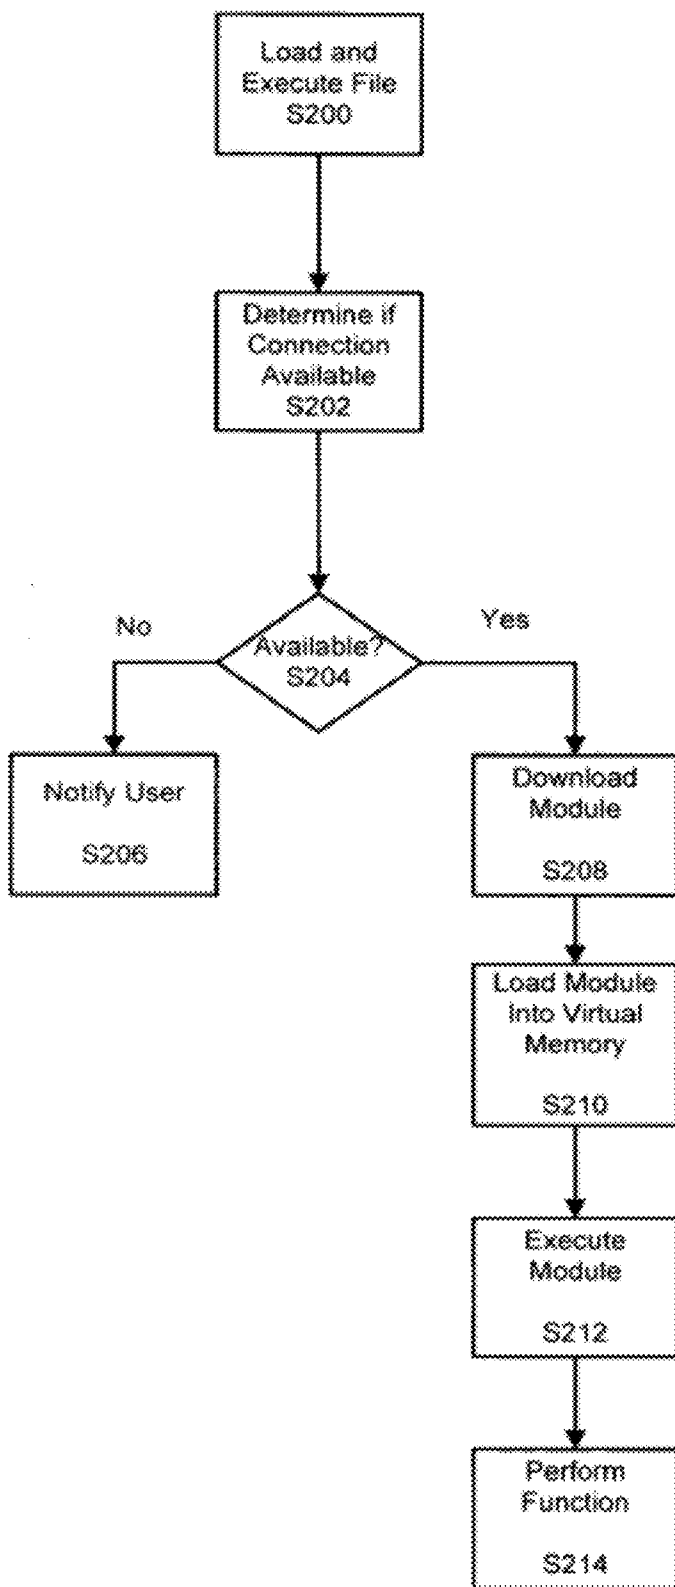 Load and
Execute File
S200
Determine if
Connection
Available
S202
No
Available?
S204
Yes
Notify User
S206
Download
Module
S208
Load Module
into Virtual
Memory
S210
Execute
Module
S212
Perform
Function
S214